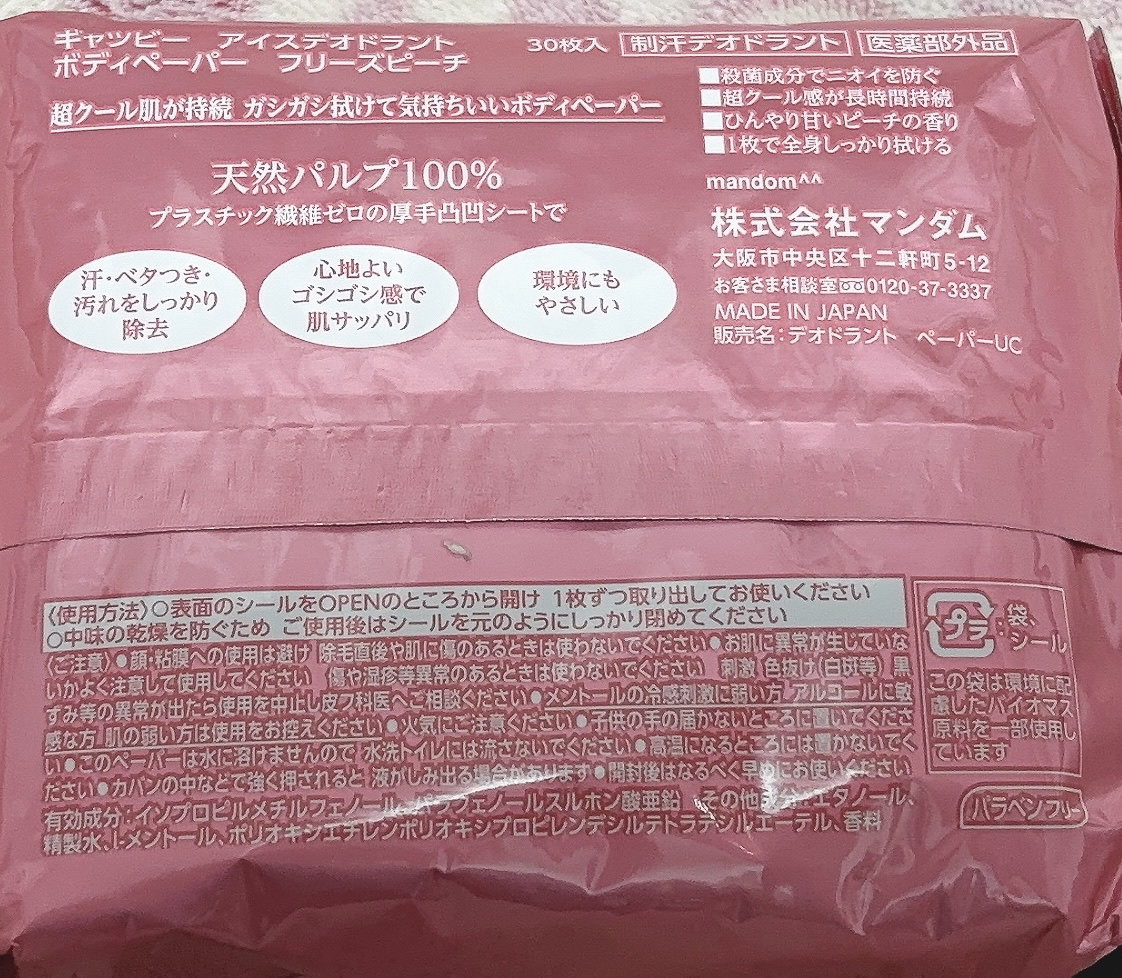 ギャツビー　アイスデオドラント
ボディペーパー　フリーズピーチ
30枚入 制汗デオドラント 医薬部外品
超クール肌が持続 ガシガシ拭けて気持ちいいボディペーパー
■殺菌成分でニオイを防ぐ
■超クール感が長時間持続
■ひんやり甘いピーチの香り
■1枚で全身しっかり拭ける
天然パルプ100%
プラスチック繊維ゼロの厚手凸凹シートで
汗・ベタつき・
汚れをしっかり
除去
心地よい
ゴシゴシ感で
肌サッパリ
環境にも
やさしい
mandom^^
株式会社マンダム
大阪市中央区十二軒町5-12
お客さま相談室 0120-37-3337
MADE IN JAPAN
販売名：デオドラント　ペーパーUC
〈使用方法〉○表面のシールをOPENのところから開け 1枚ずつ取り出してお使いください
○中味の乾燥を防ぐため ご使用後はシールを元のようにしっかり閉めてください
〈ご注意〉●顔・粘膜への使用は避け 除毛直後や肌に傷のあるときは使わないでください●お肌に異常が生じていな
いかよく注意して使用してください 傷や湿疹等異常のあるときは使わないでください 刺激 色抜け(白斑等) 黒
ずみ等の異常が出たら使用を中止し皮フ科医へご相談ください●メントールの冷感刺激に弱い方 アルコールに敏
感な方 肌の弱い方は使用をお控えください●火気にご注意ください●子供の手の届かないところに置いてくださ
い●このペーパーは水に溶けませんので 水洗トイレには流さないでください●高温になるところには置かないでく
ださい●カバンの中などで強く押されると 液がしみ出る場合があります●開封後はなるべく早めにお使いください
有効成分：イソプロピルメチルフェノール、パラフェノールスルホン酸亜鉛 その他成分：エタノール、
精製水、l-メントール、ポリオキシエチレンポリオキシプロピレンデシルテトラデシルエーテル、香料
プラ：袋、
シール
この袋は環境に配
慮したバイオマス
原料を一部使用し
ています
パラベンフリー